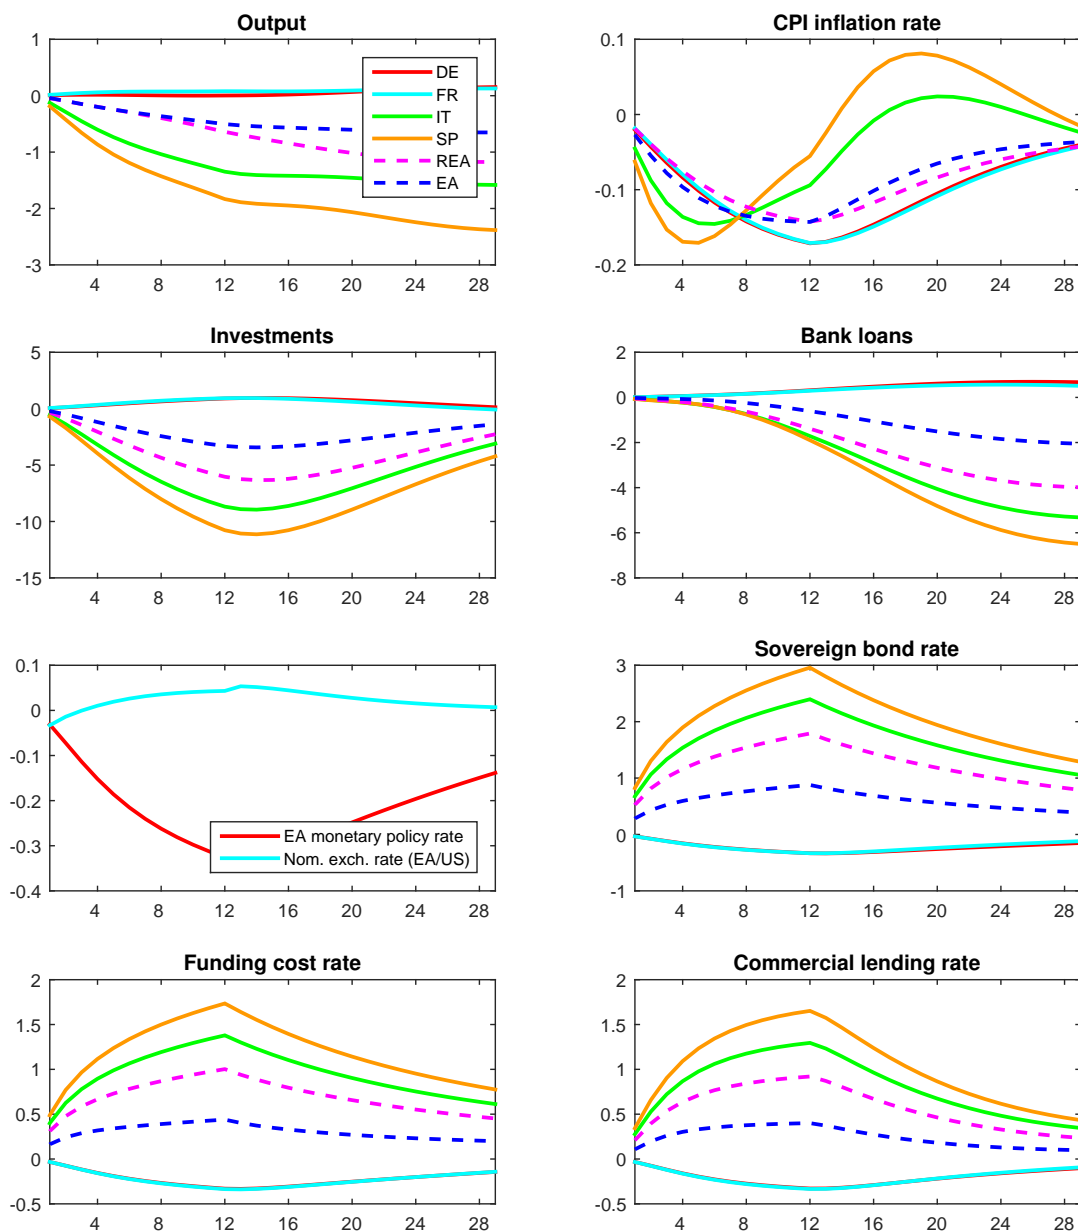 Output
CPI inflation rate
1
0
-1
-2
-3
4 8 12 16 20 24 28
DE
FR
IT
SP
REA
EA
0.1
0
-0.1
-0.2
4 8 12 16 20 24 28
Investments
Bank loans
5
0
-5
-10
-15
4 8 12 16 20 24 28
2
0
-2
-4
-6
-8
4 8 12 16 20 24 28
Sovereign bond rate
0.1
0
-0.1
-0.2
-0.3
-0.4
4 8 12 16 20 24 28
EA monetary policy rate
Nom. exch. rate (EA/US)
3
2
1
0
-1
4 8 12 16 20 24 28
Funding cost rate
Commercial lending rate
2
1.5
1
0.5
0
-0.5
4 8 12 16 20 24 28
2
1.5
1
0.5
0
-0.5
4 8 12 16 20 24 28